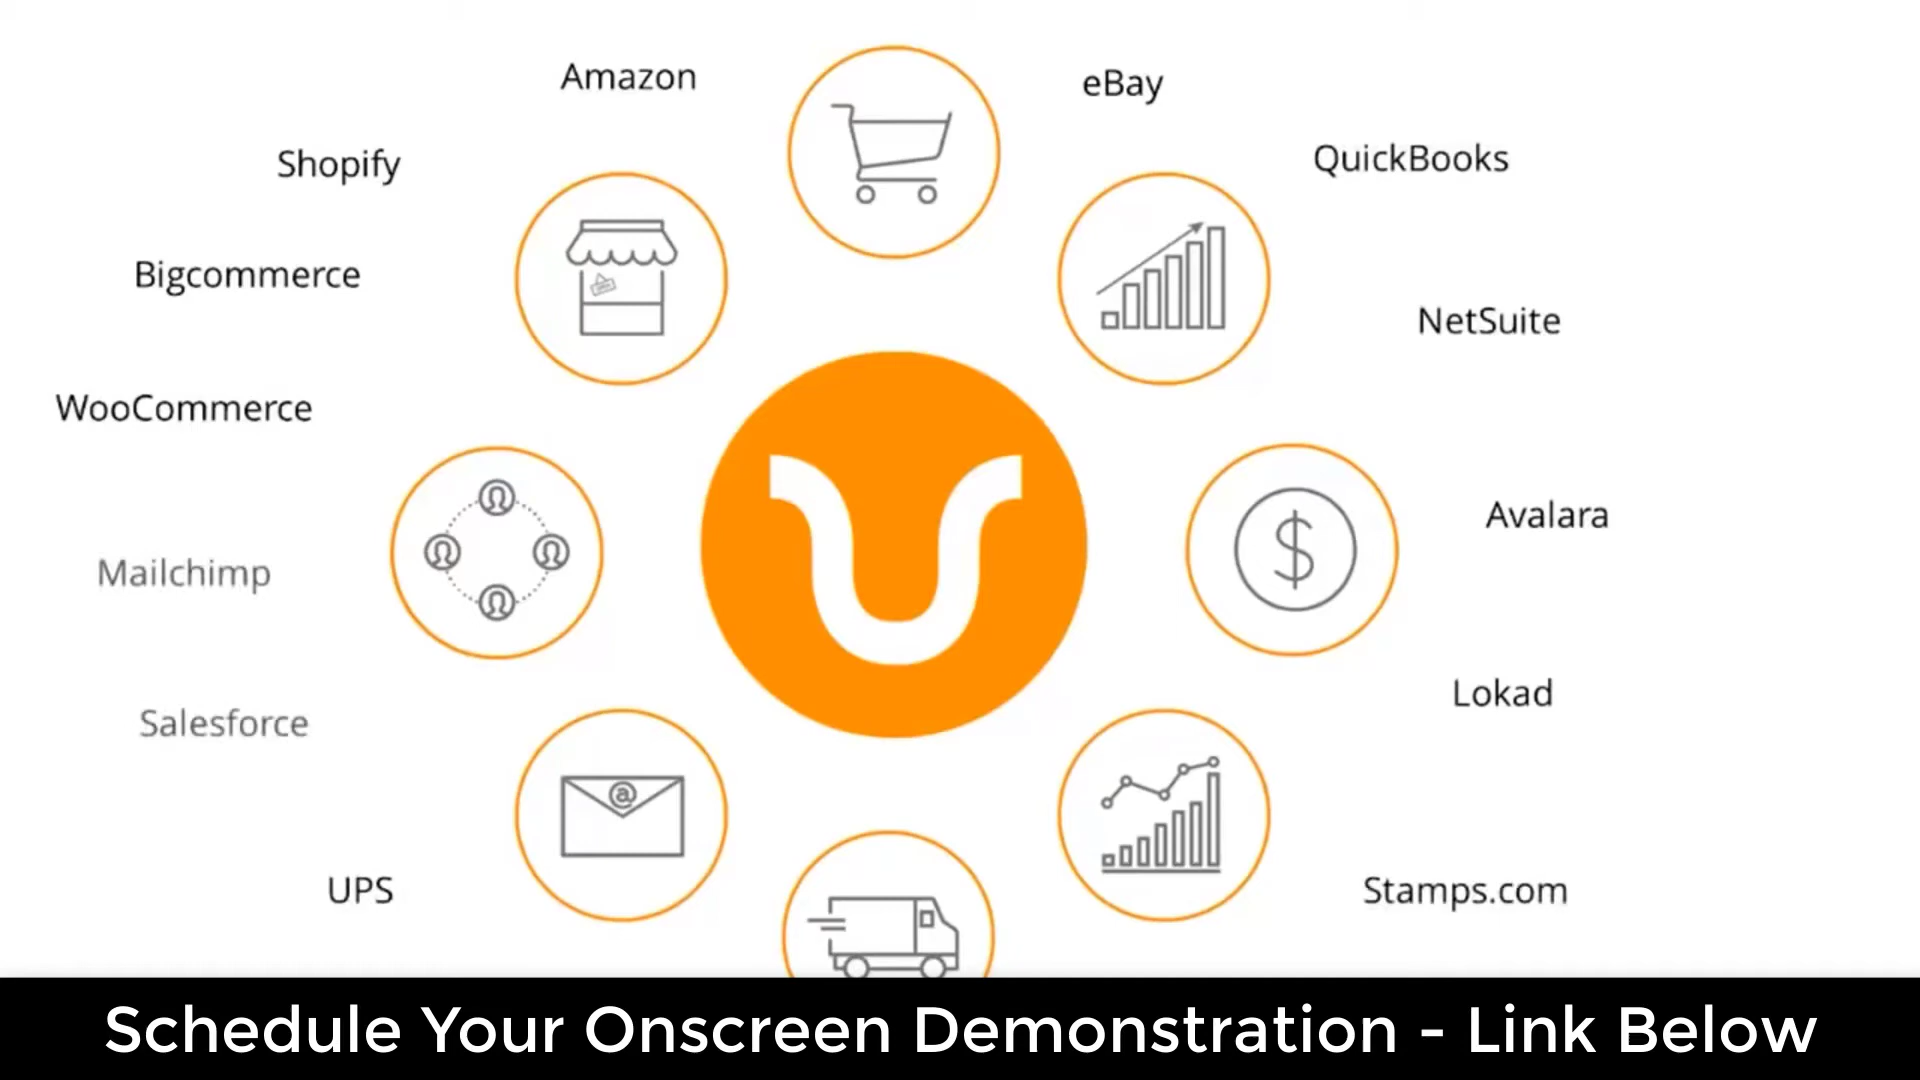 Amazon
eBay
Shopify
QuickBooks
Bigcommerce
NetSuite
WooCommerce
Avalara
Mailchimp
Lokad
Salesforce
@
UPS
Stamps.com
Schedule Your Onscreen Demonstration - Link Below